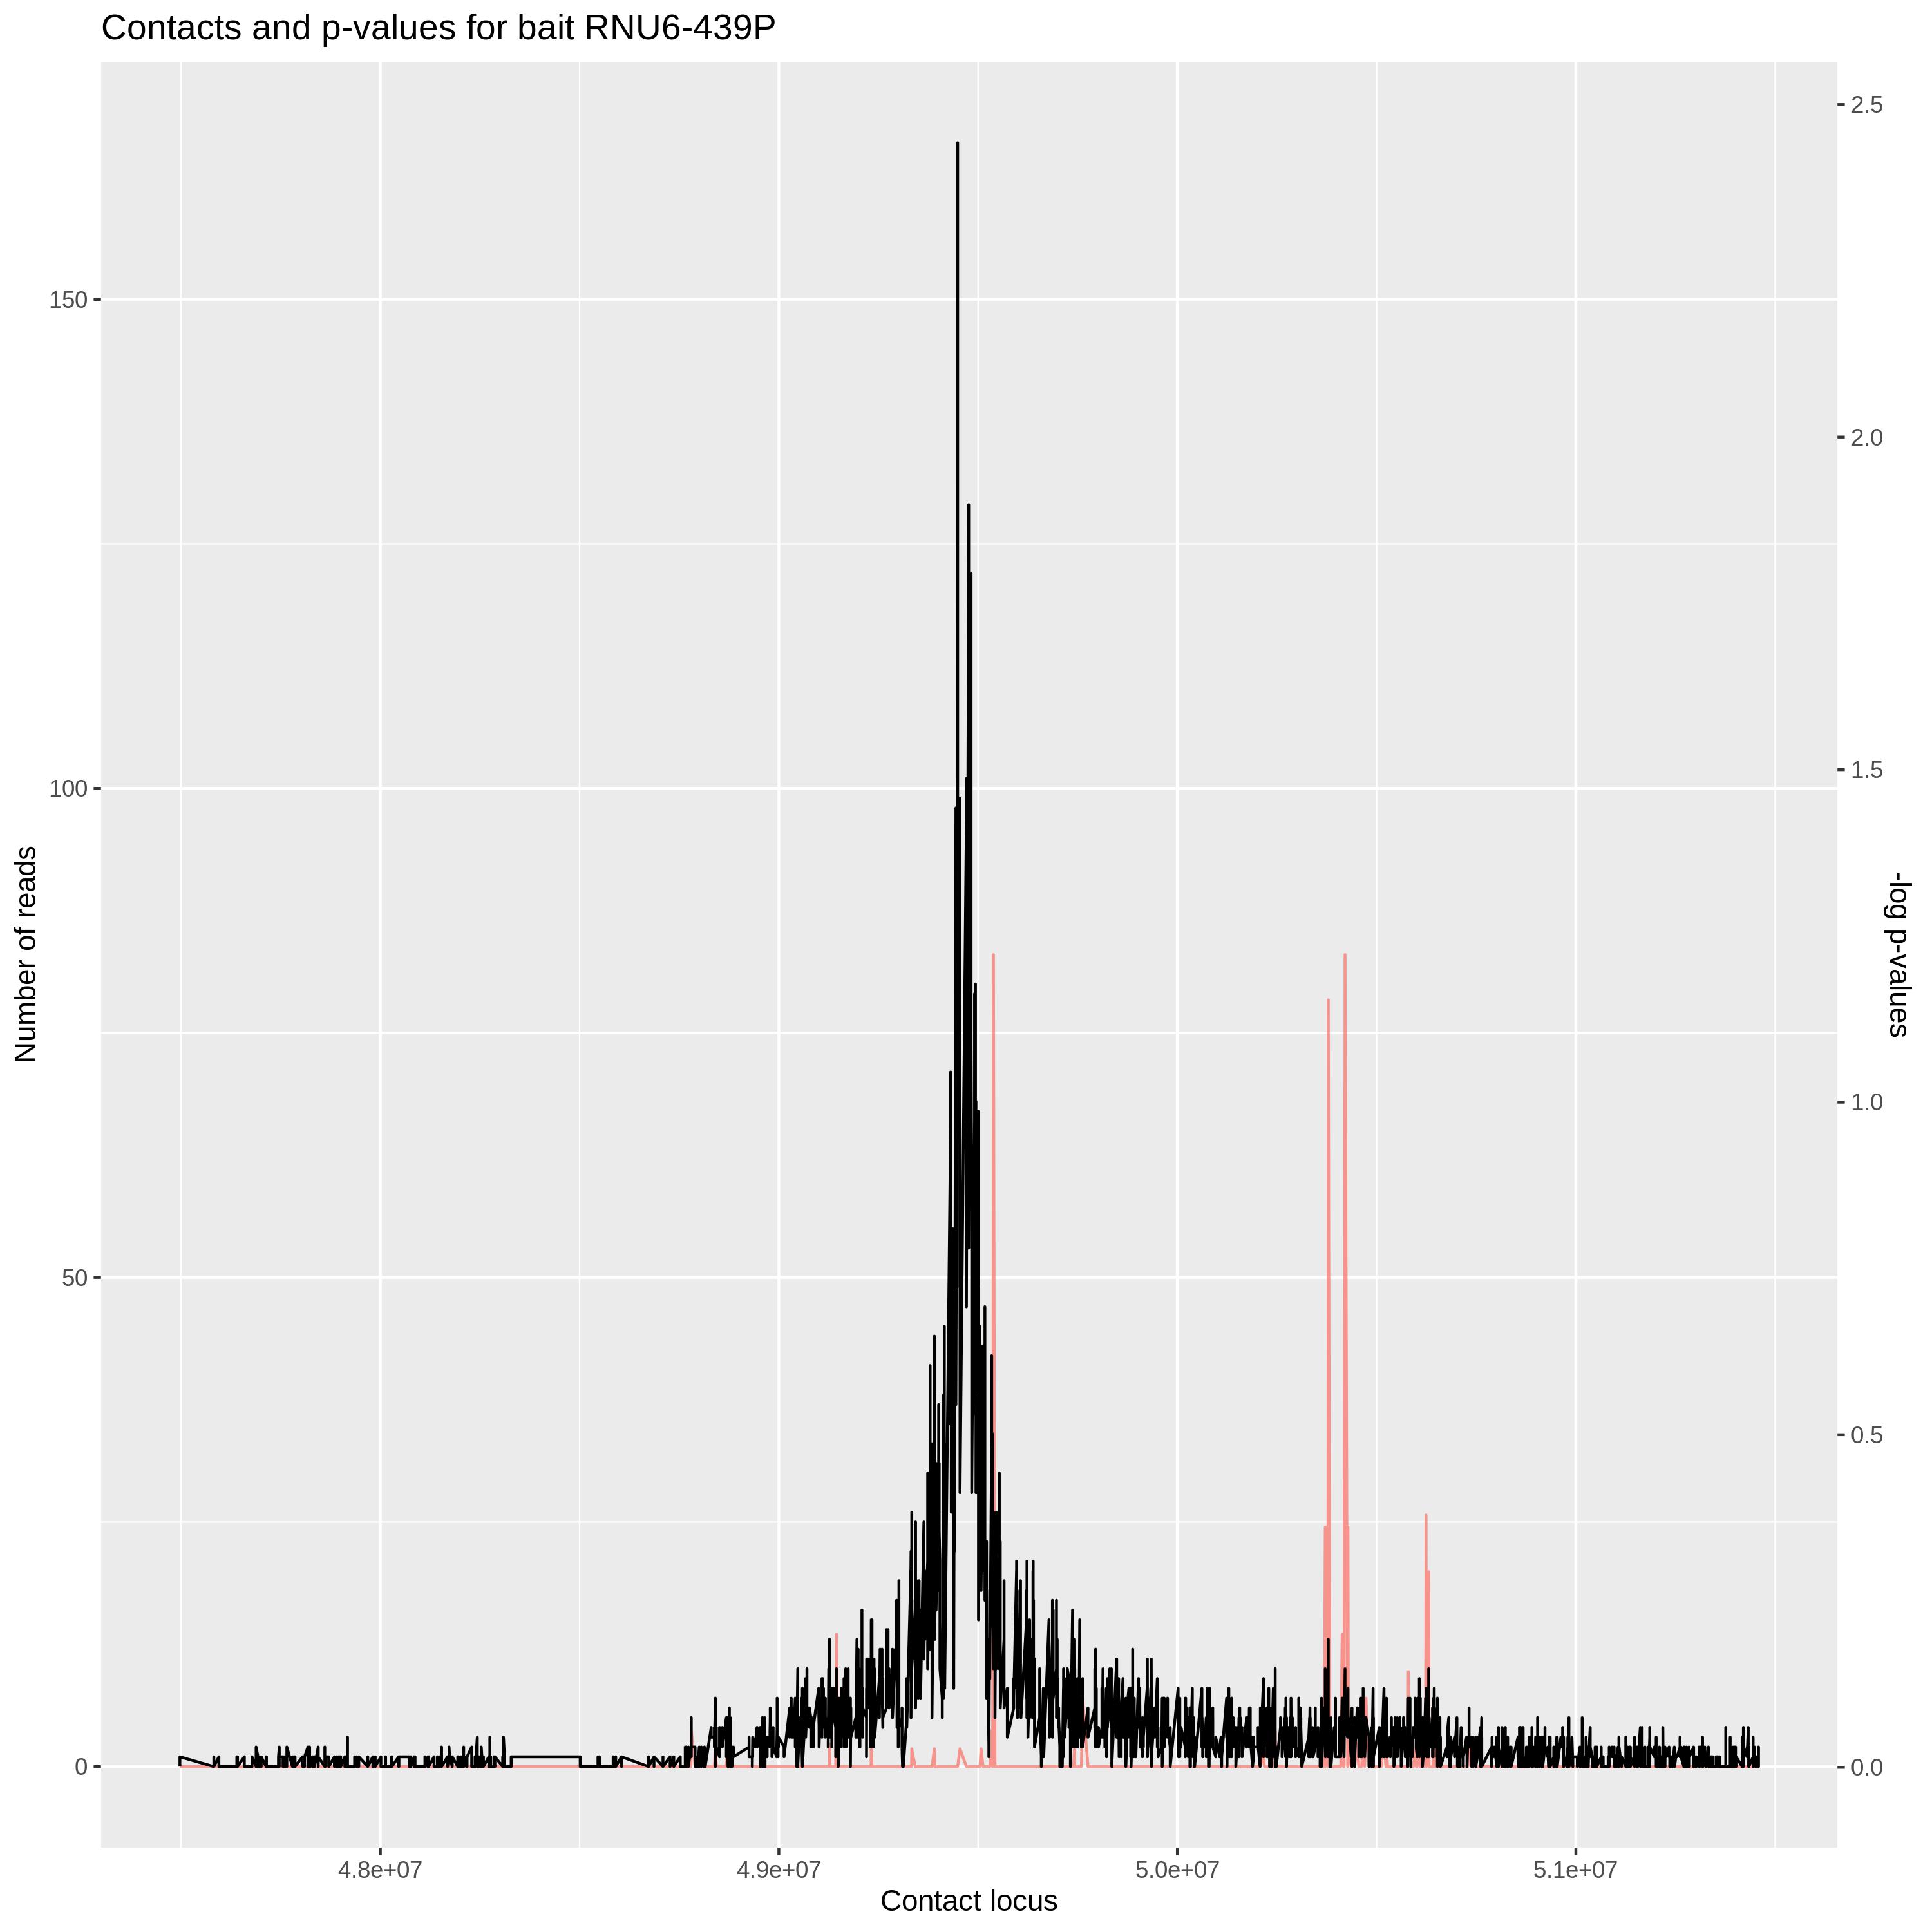 Contacts and p-values for bait RNU6-439P
Number of reads
150
100
50
0
2.5
2.0
1.5
1.0
0.5
0.0
-log p-values
4.8e+07
4.9e+07
5.0e+07
5.1e+07
Contact locus